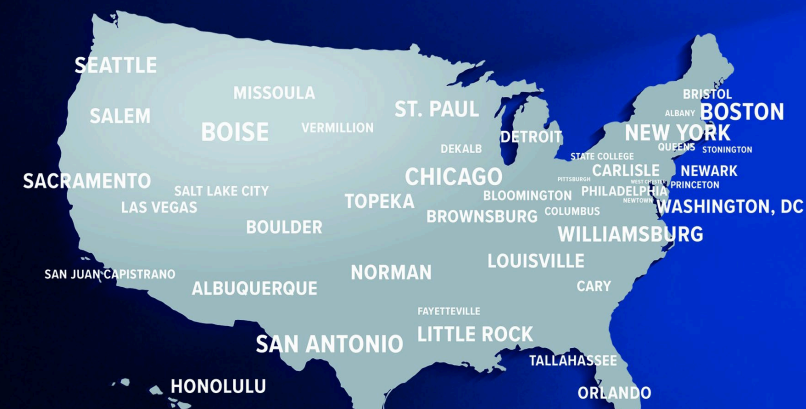 SEATTLE
MISSOULA
BRISTOL
SALEM
ST. PAUL
ALBANY
BOSTON
BOISE
VERMILLION
DETROIT
NEW YORK
DEKALB
QUEENS
STONINGTON
STATE COLLEGE
CARLISLE
NEWARK
CHICAGO
PITTSBURGH
WEST CHESTER
PRINCETON
SACRAMENTO
SALT LAKE CITY
BLOOMINGTON
PHILADELPHIA
TOPEKA
NEWTOWN
LAS VEGAS
BROWNSBURG
COLUMBUS
WASHINGTON, DC
BOULDER
WILLIAMSBURG
LOUISVILLE
SAN JUAN CAPISTRANO
NORMAN
ALBUQUERQUE
CARY
FAYETTEVILLE
LITTLE ROCK
SAN ANTONIO
TALLAHASSEE
HONOLULU
ORLANDO